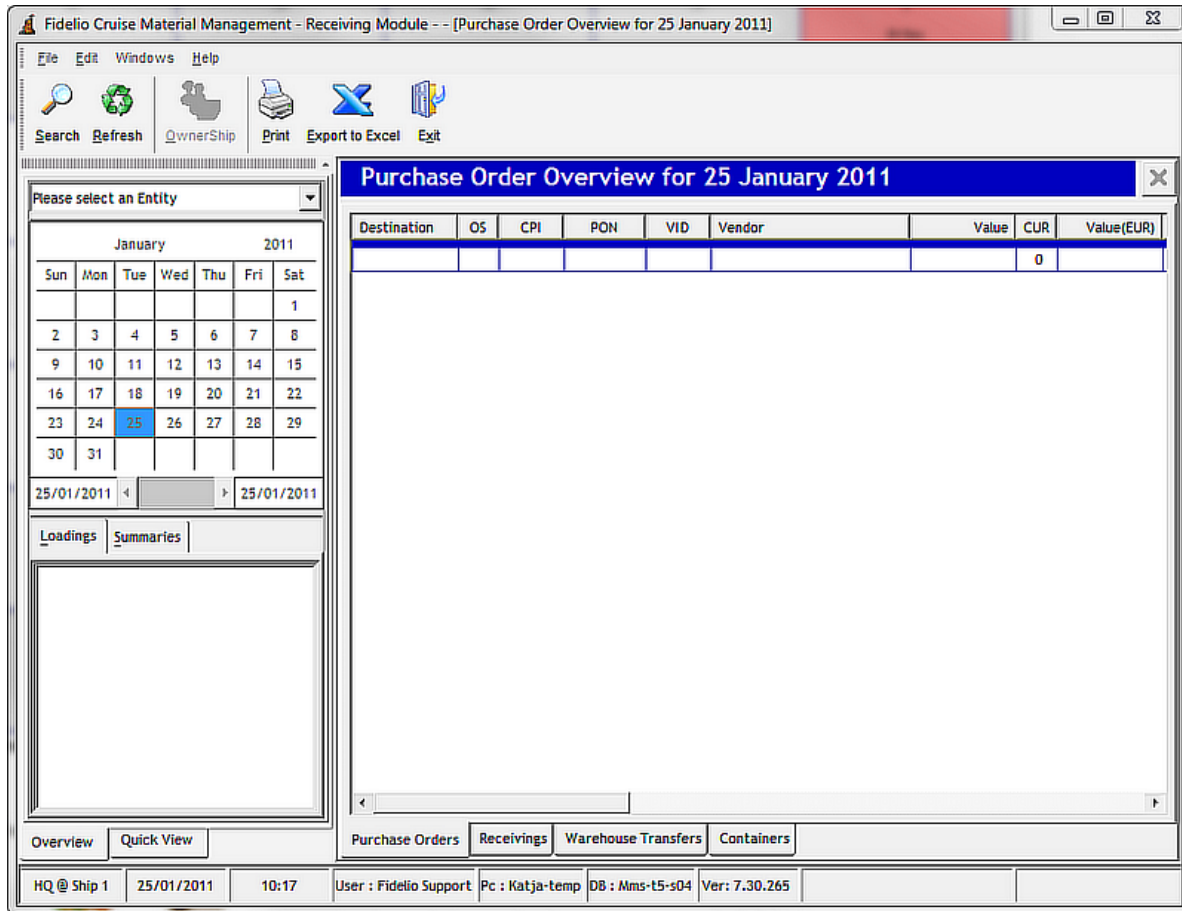 Fidelio Cruise Material Management - Receiving Module - - [Purchase Order Overview for 25 January 2011]
File Edit Windows Help
Search Refresh OwnerShip Print Export to Excel Exit
Please select an Entity
January 2011
Sun Mon Tue Wed Thu Fri Sat
1
2 3 4 5 6 7 8
9 10 11 12 13 14 15
16 17 18 19 20 21 22
23 24 25 26 27 28 29
30 31
25/01/2011 25/01/2011
Loadings Summaries
Overview Quick View
Purchase Order Overview for 25 January 2011
Destination OS CPI PON VID Vendor Value CUR Value(EUR)
0
Purchase Orders Receivings Warehouse Transfers Containers
HQ @ Ship 1 25/01/2011 10:17 User : Fidelio Support Pc : Katja-temp DB : Mms-t5-s04 Ver: 7.30.265